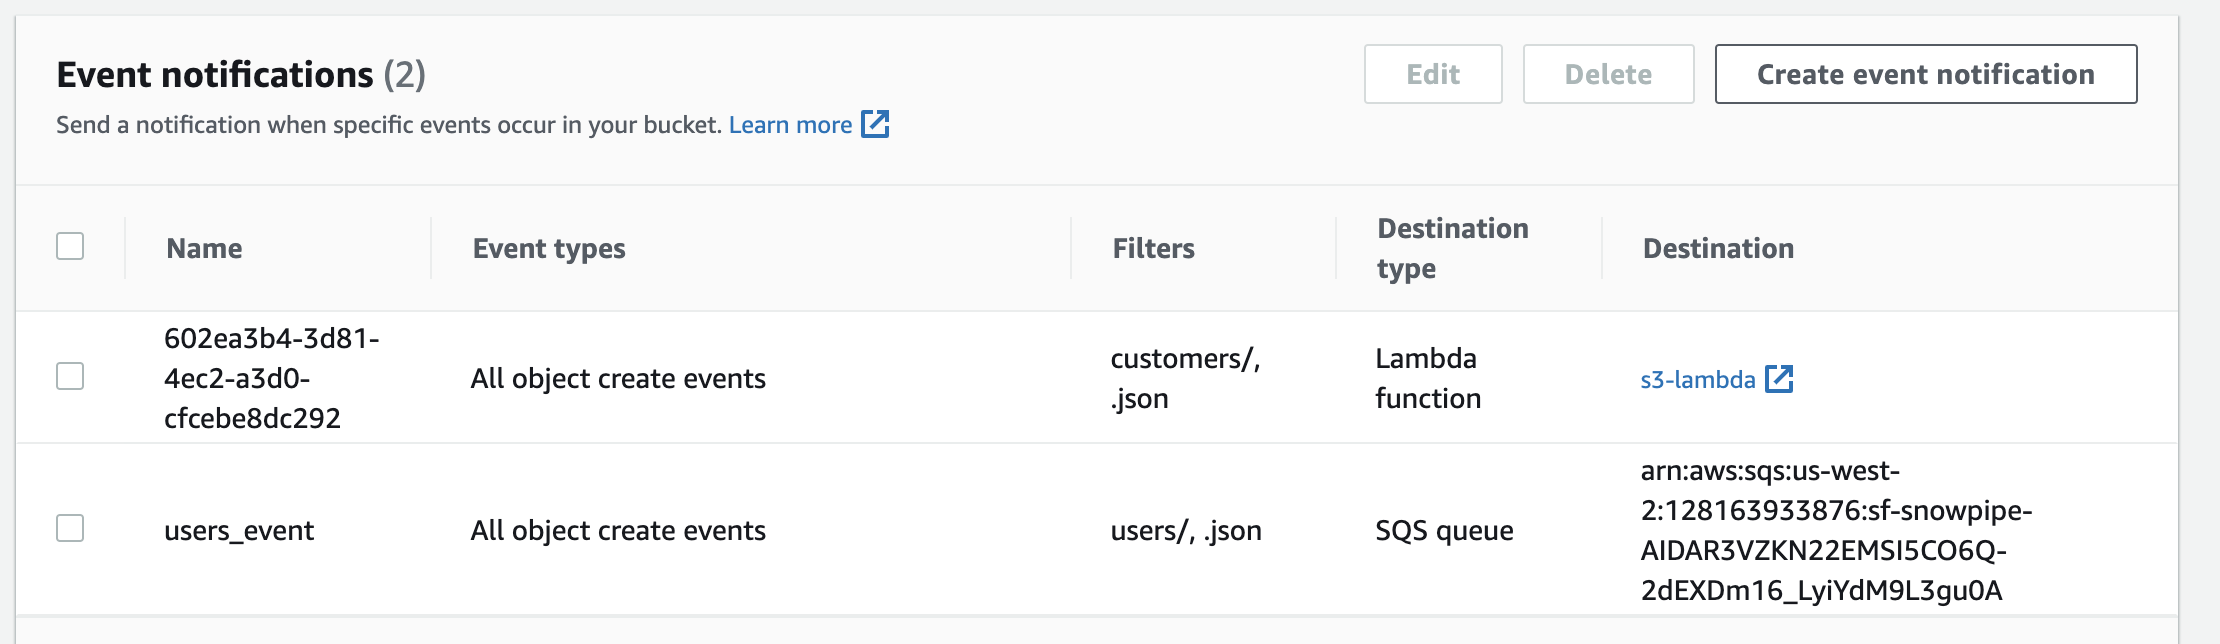 Event notifications (2)
Edit
Delete
Create event notification
Send a notification when specific events occur in your bucket. Learn more
Name
Event types
Filters
Destination
type
Destination
602ea3b4-3d81-
4ec2-a3d0-
cfcebe8dc292
All object create events
customers/,
.json
Lambda
function
s3-lambda
users_event
All object create events
users/, .json
SQS queue
arn:aws:sqs:us-west-
2:128163933876:sf-snowpipe-
AIDAR3VZKN22EMSI5CO6Q-
2dEXDm16_LyiYdM9L3gu0A